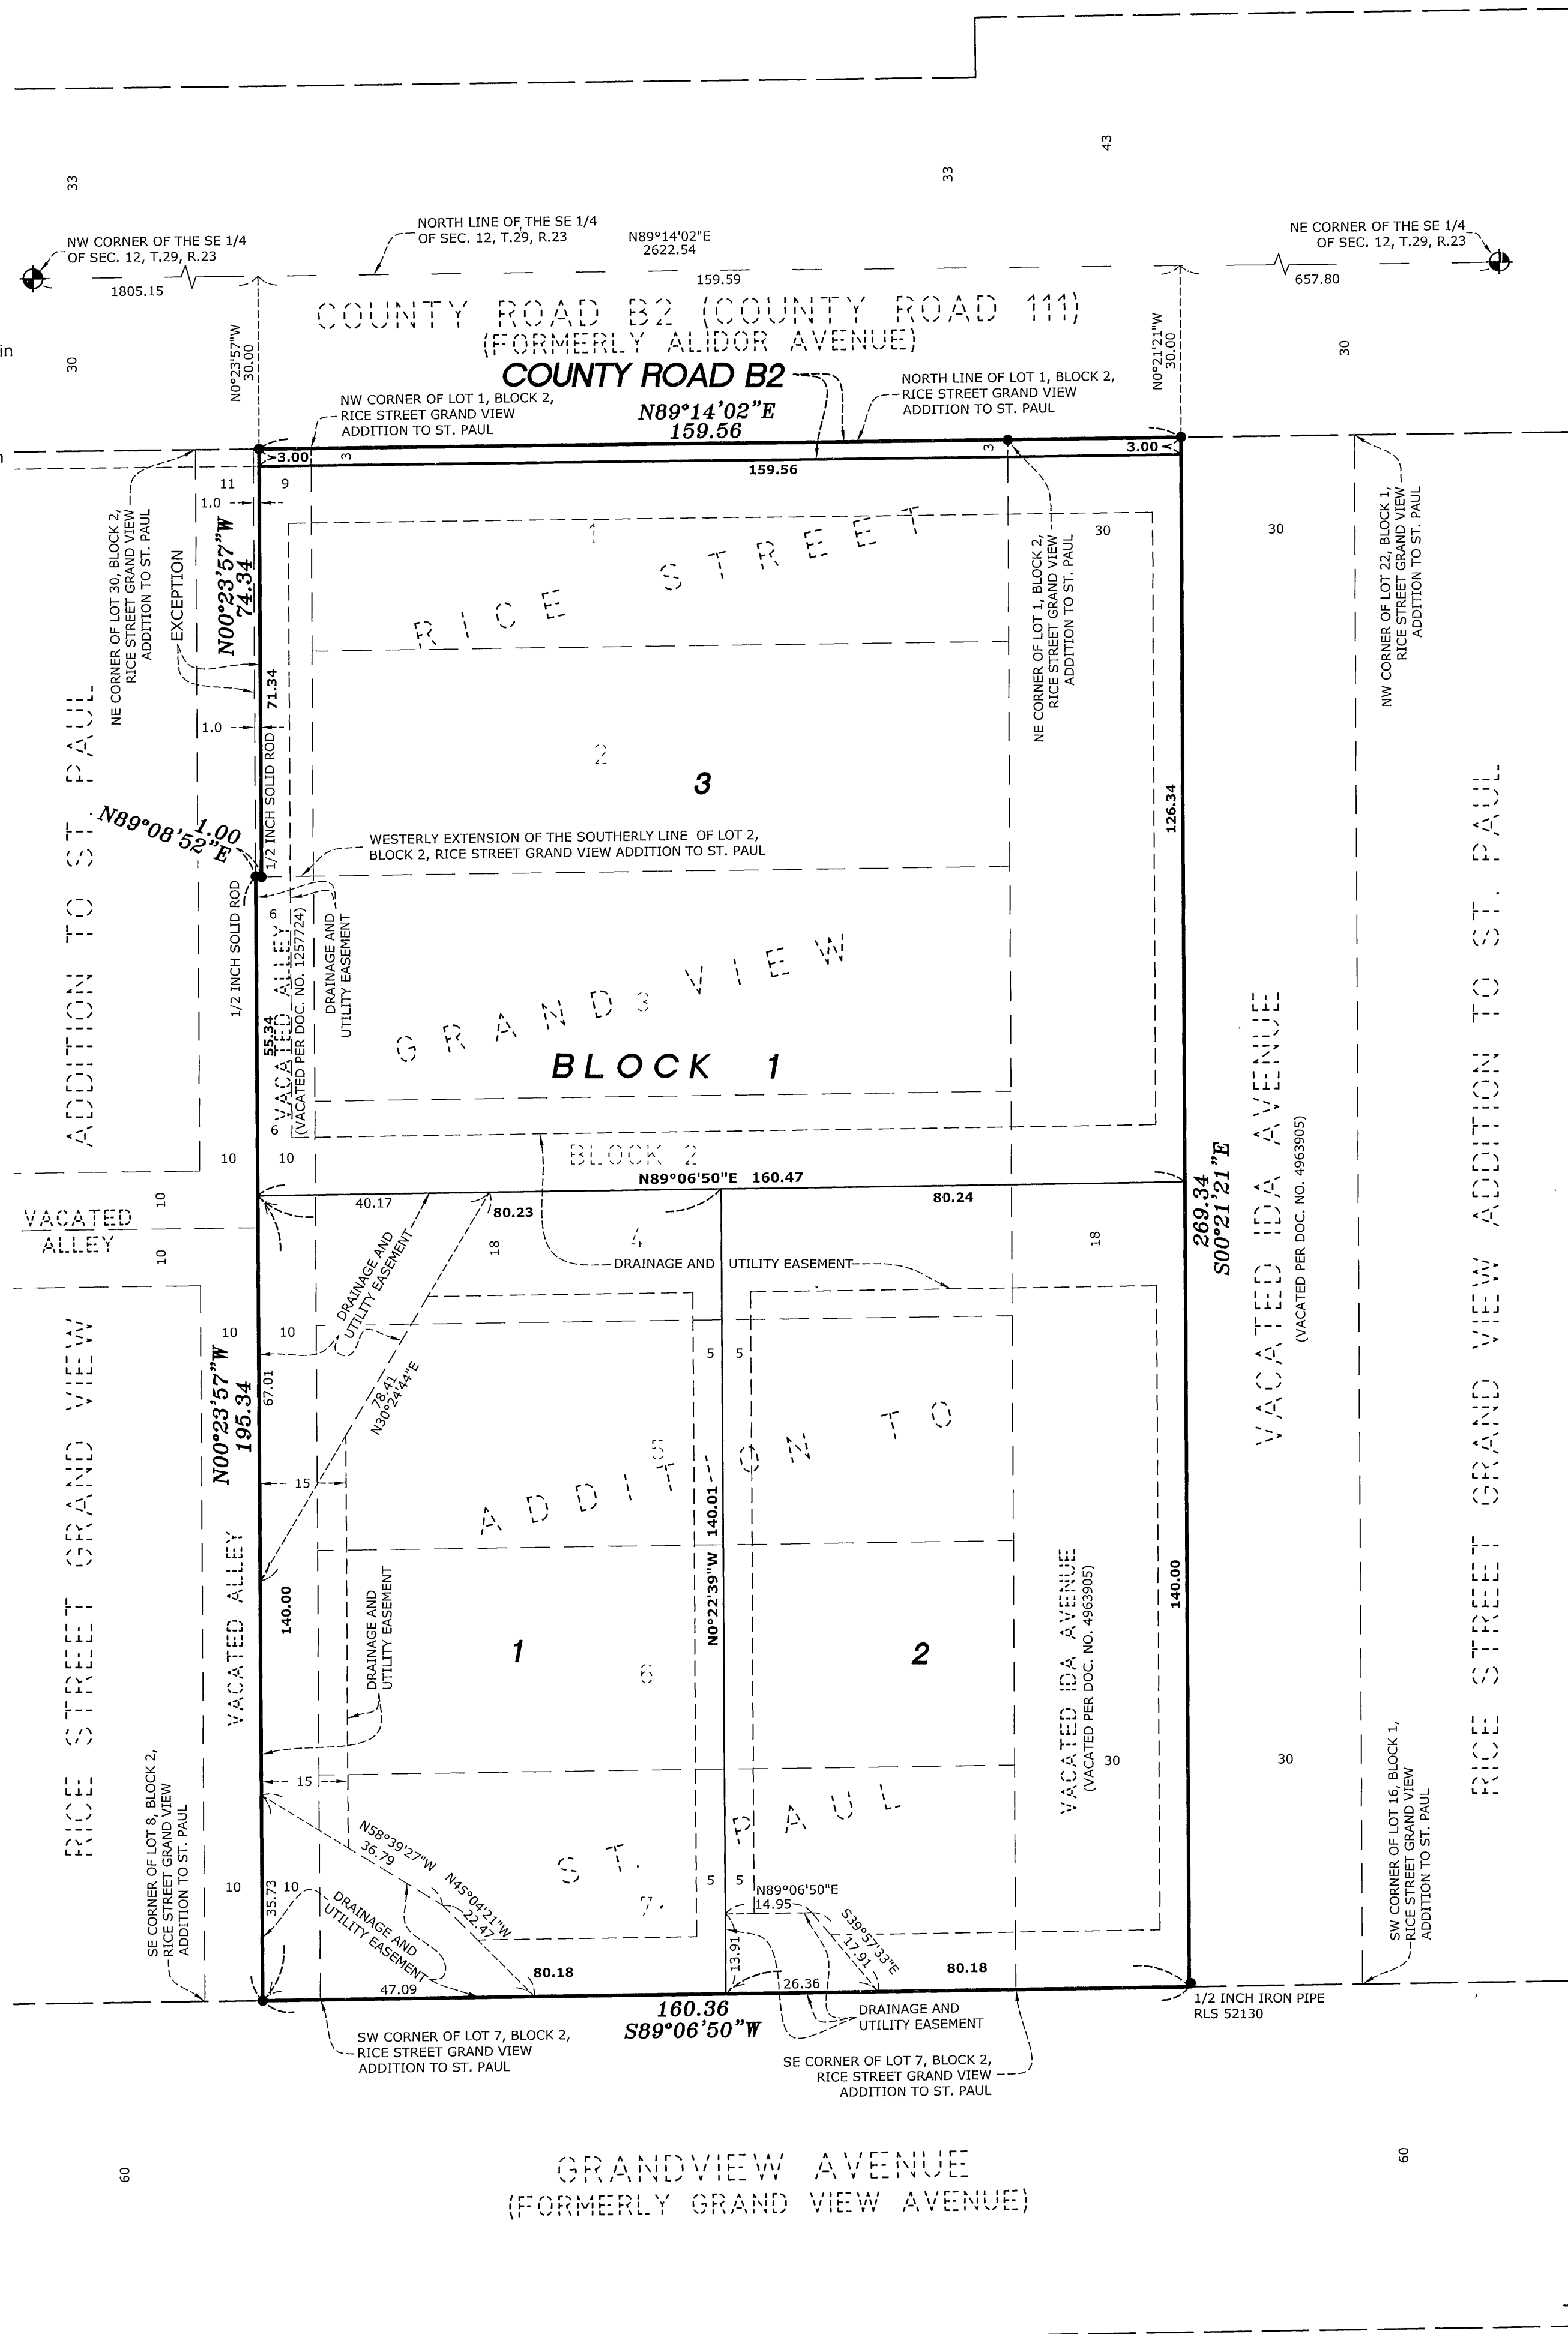 43
33
33
NW CORNER OF THE SE 1/4
OF SEC. 12, T.29, R.23
NORTH LINE OF THE SE 1/4
OF SEC. 12, T.29, R.23
N89°14'02"E
2622.54
NE CORNER OF THE SE 1/4
OF SEC. 12, T.29, R.23
1805.15
159.59
657.80
COUNTY ROAD B2 (COUNTY ROAD 111)
(FORMERLY ALIDOR AVENUE)
in
30
N0°23'57"W
30.00
N0°21'21"W
30.00
30
COUNTY ROAD B2
N89°14'02"E
159.56
NW CORNER OF LOT 1, BLOCK 2,
RICE STREET GRAND VIEW
ADDITION TO ST. PAUL
NORTH LINE OF LOT 1, BLOCK 2,
RICE STREET GRAND VIEW
ADDITION TO ST. PAUL
3.00
3
159.56
3
3.00
11
9
1.0
NE CORNER OF LOT 30, BLOCK 2,
RICE STREET GRAND VIEW
ADDITION TO ST. PAUL
EXCEPTION
N00°23'57"W
74.34
71.34
1
RICE STREET
NE CORNER OF LOT 1, BLOCK 2,
RICE STREET GRAND VIEW
ADDITION TO ST. PAUL
30
30
NW CORNER OF LOT 22, BLOCK 1,
RICE STREET GRAND VIEW
ADDITION TO ST. PAUL
1.0
1/2 INCH SOLID ROD
2
3
126.34
N89°08'52"E
1.00
WESTERLY EXTENSION OF THE SOUTHERLY LINE OF LOT 2,
BLOCK 2, RICE STREET GRAND VIEW ADDITION TO ST. PAUL
1/2 INCH SOLID ROD
6
VACATED ALLEY
(VACATED PER DOC. NO. 1257724)
DRAINAGE AND
UTILITY EASEMENT
55.34
GRAND VIEW
3
BLOCK 1
6
10
10
BLOCK 2
N89°06'50"E 160.47
40.17
80.23
80.24
VACATED
ALLEY
10
10
269.34
S00°21'21"E
VACATED IDA AVENUE
(VACATED PER DOC. NO. 4963905)
DRAINAGE AND
UTILITY EASEMENT
18
4
18
DRAINAGE AND UTILITY EASEMENT
10
10
5
5
67.01
78.41
N30°24'44"E
N00°23'57"W
195.34
15
5
ADDITION TO
N0°22'39"W 140.01
VACATED ALLEY
140.00
DRAINAGE AND
UTILITY EASEMENT
1
6
2
VACATED IDA AVENUE
(VACATED PER DOC. NO. 4963905)
140.00
30
30
15
ST. PAUL
7
SE CORNER OF LOT 8, BLOCK 2,
RICE STREET GRAND VIEW
ADDITION TO ST. PAUL
SW CORNER OF LOT 16, BLOCK 1,
RICE STREET GRAND VIEW
ADDITION TO ST. PAUL
N58°39'27"W
36.79
N45°04'21"W
22.47
10
10
35.73
DRAINAGE AND
UTILITY EASEMENT
5
5
N89°06'50"E
14.95
S39°57'33"E
17.91
13.91
47.09
80.18
26.36
80.18
160.36
S89°06'50"W
DRAINAGE AND
UTILITY EASEMENT
1/2 INCH IRON PIPE
RLS 52130
SW CORNER OF LOT 7, BLOCK 2,
RICE STREET GRAND VIEW
ADDITION TO ST. PAUL
SE CORNER OF LOT 7, BLOCK 2,
RICE STREET GRAND VIEW
ADDITION TO ST. PAUL
RICE STREET GRAND VIEW ADDITION TO ST. PAUL
RICE STREET GRAND VIEW ADDITION TO ST. PAUL
60
GRANDVIEW AVENUE
(FORMERLY GRAND VIEW AVENUE)
60